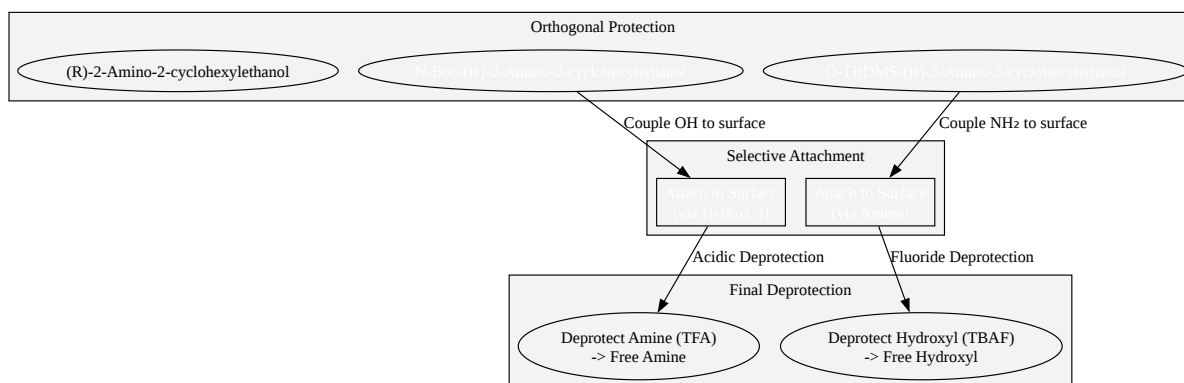 Orthogonal Protection
(R)-2-Amino-2-cyclohexylethanol
N-Boc-(R)-2-Amino-2-cyclohexylethanol
O-TBDMS-(R)-2-Amino-2-cyclohexylethanol
Couple OH to surface
Couple NH₂ to surface
Selective Attachment
Attach to Surface
(via Hydroxyl)
Attach to Surface
(via Amine)
Acidic Deprotection
Fluoride Deprotection
Final Deprotection
Deprotect Amine (TFA)
-> Free Amine
Deprotect Hydroxyl (TBAF)
-> Free Hydroxyl